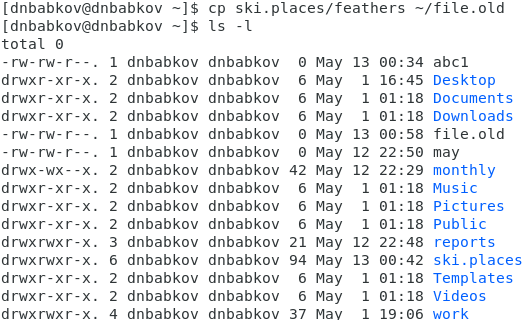 [dnbabkov@dnbabkov ~]$ cp ski.places/feathers ~/file.old
[dnbabkov@dnbabkov ~]$ ls -l
total 0
-rw-rw-r--. 1 dnbabkov dnbabkov  0 May 13 00:34 abc1
drwxr-xr-x. 2 dnbabkov dnbabkov  6 May  1 16:45 Desktop
drwxr-xr-x. 2 dnbabkov dnbabkov  6 May  1 01:18 Documents
drwxr-xr-x. 2 dnbabkov dnbabkov  6 May  1 01:18 Downloads
-rw-rw-r--. 1 dnbabkov dnbabkov  0 May 13 00:58 file.old
-rw-rw-r--. 1 dnbabkov dnbabkov  0 May 12 22:50 may
drwx-wx--x. 2 dnbabkov dnbabkov 42 May 12 22:29 monthly
drwxr-xr-x. 2 dnbabkov dnbabkov  6 May  1 01:18 Music
drwxr-xr-x. 2 dnbabkov dnbabkov  6 May  1 01:18 Pictures
drwxr-xr-x. 2 dnbabkov dnbabkov  6 May  1 01:18 Public
drwxrwxr-x. 3 dnbabkov dnbabkov 21 May 12 22:48 reports
drwxrwxr-x. 6 dnbabkov dnbabkov 94 May 13 00:42 ski.places
drwxr-xr-x. 2 dnbabkov dnbabkov  6 May  1 01:18 Templates
drwxr-xr-x. 2 dnbabkov dnbabkov  6 May  1 01:18 Videos
drwxrwxr-x. 4 dnbabkov dnbabkov 37 May  1 19:06 work